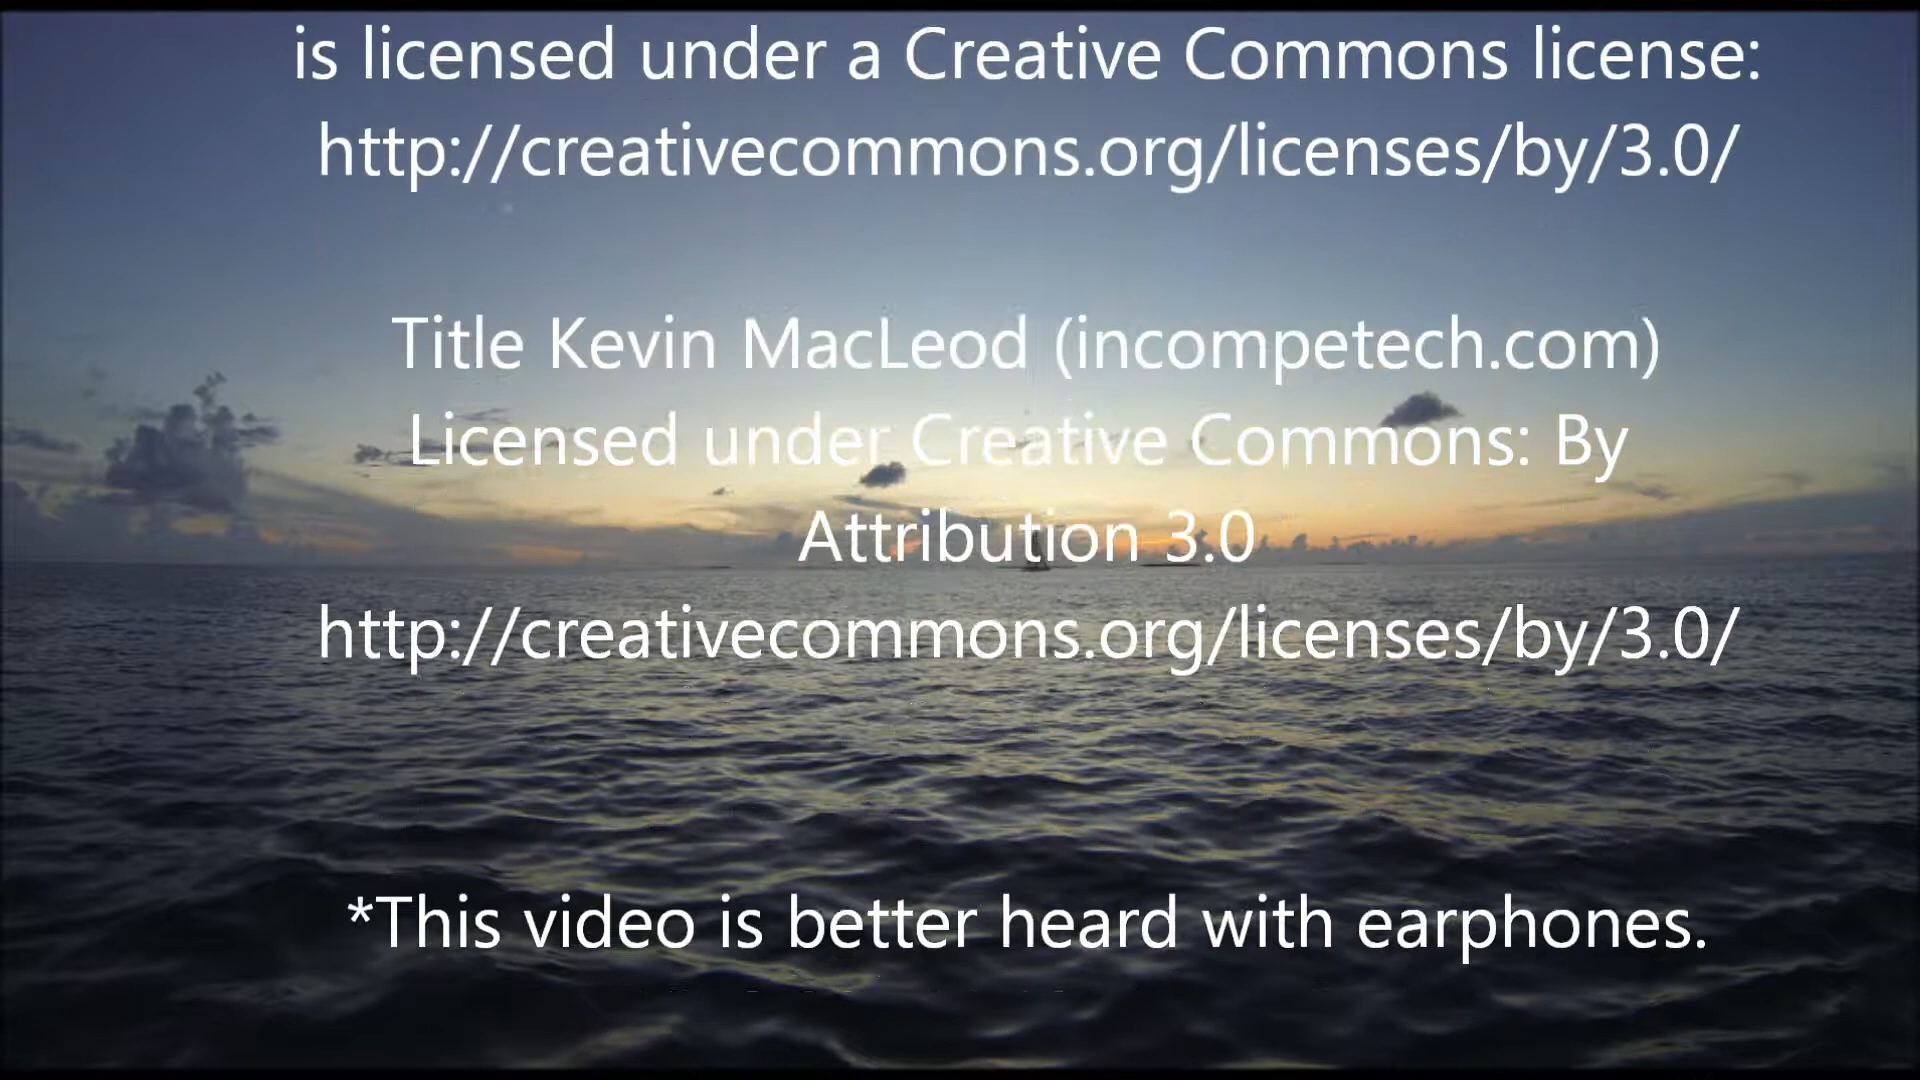 is licensed under a Creative Commons license:
http://creativecommons.org/licenses/by/3.0/
Title Kevin MacLeod (incompetech.com)
Licensed under Creative Commons: By
Attribution 3.0
http://creativecommons.org/licenses/by/3.0/
*This video is better heard with earphones.